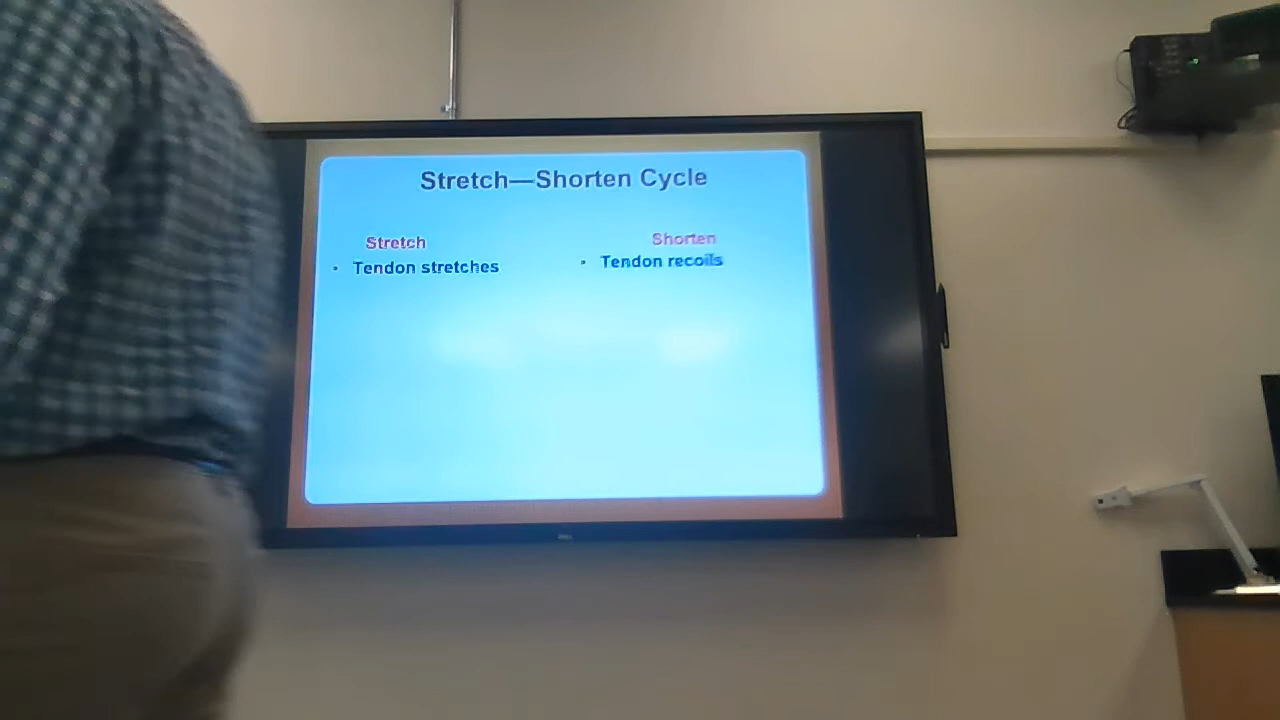 Stretch—Shorten Cycle
Stretch
• Tendon stretches
Shorten
• Tendon recoils